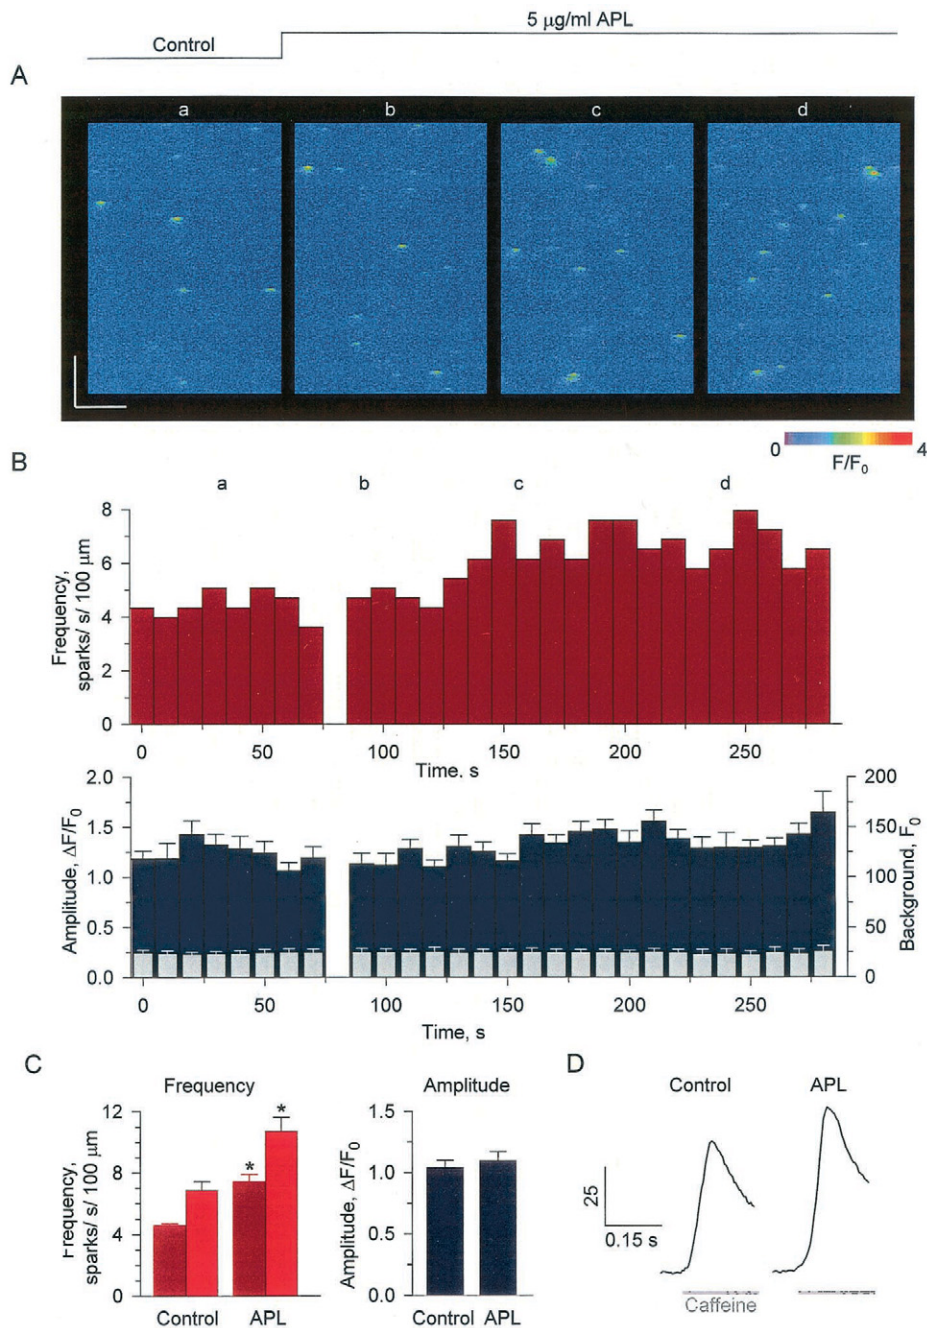 5 μg/ml APL
Control
A
a b c d
0 4
F/F0
B
a b c d
Frequency,
sparks/ s/ 100 μm
8
6
4
2
0
0 50 100 150 200 250
Time. s
Amplitude, ΔF/F0
2.0
1.5
1.0
0.5
0.0
Background, F0
200
150
100
50
0
0 50 100 150 200 250
Time, s
C
Frequency
Frequency,
sparks/ s/ 100 μm
12
8
4
0
* *
Control APL
Amplitude
Amplitude, ΔF/F0
1.5
1.0
0.5
0.0
Control APL
D
Control APL
25
0.15 s
Caffeine